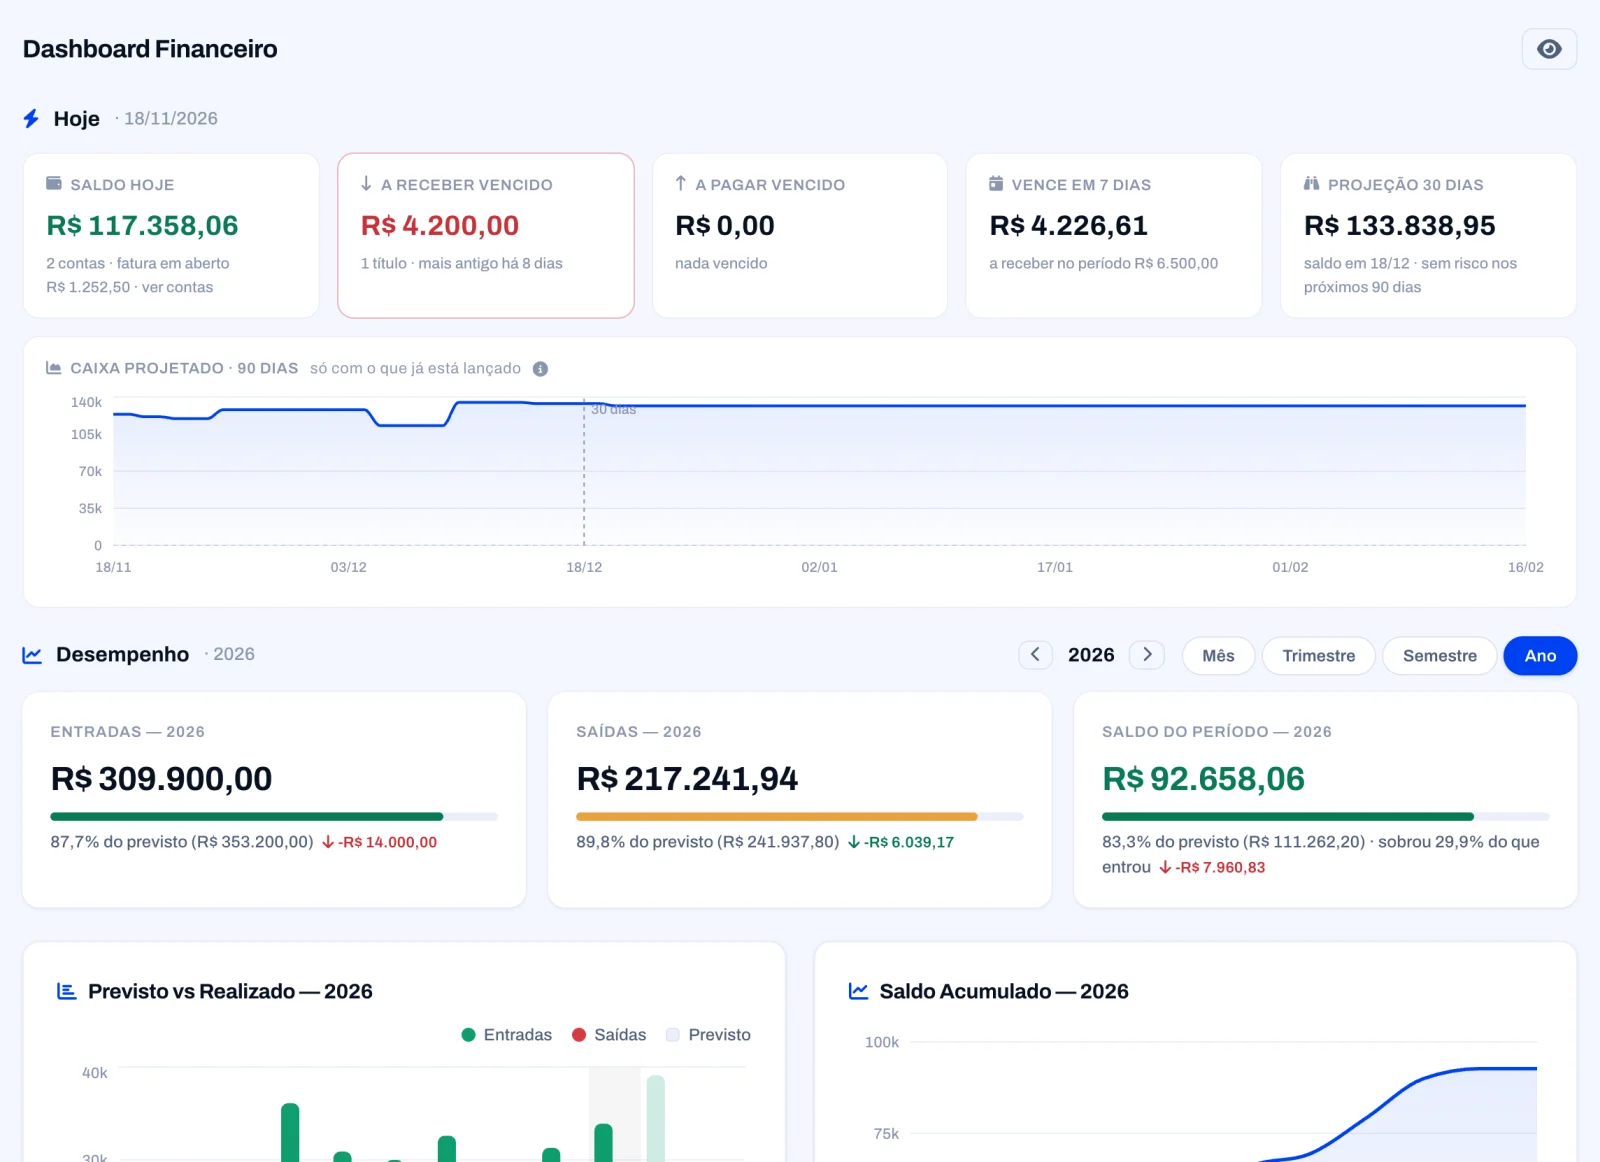 Dashboard Financeiro
Hoje · 18/11/2026
SALDO HOJE
R$ 117.358,06
2 contas · fatura em aberto
R$ 1.252,50 · ver contas
A RECEBER VENCIDO
R$ 4.200,00
1 título · mais antigo há 8 dias
A PAGAR VENCIDO
R$ 0,00
nada vencido
VENCE EM 7 DIAS
R$ 4.226,61
a receber no período R$ 6.500,00
PROJEÇÃO 30 DIAS
R$ 133.838,95
saldo em 18/12 · sem risco nos
próximos 90 dias
CAIXA PROJETADO · 90 DIAS só com o que já está lançado
140k
105k
70k
35k
0
30 dias
18/11 03/12 18/12 02/01 17/01 01/02 16/02
Desempenho · 2026
2026 Mês Trimestre Semestre Ano
ENTRADAS — 2026
R$ 309.900,00
87,7% do previsto (R$ 353.200,00) -R$ 14.000,00
SAÍDAS — 2026
R$ 217.241,94
89,8% do previsto (R$ 241.937,80) -R$ 6.039,17
SALDO DO PERÍODO — 2026
R$ 92.658,06
83,3% do previsto (R$ 111.262,20) · sobrou 29,9% do que
entrou -R$ 7.960,83
Previsto vs Realizado — 2026
Entradas Saídas Previsto
40k
30k
Saldo Acumulado — 2026
100k
75k